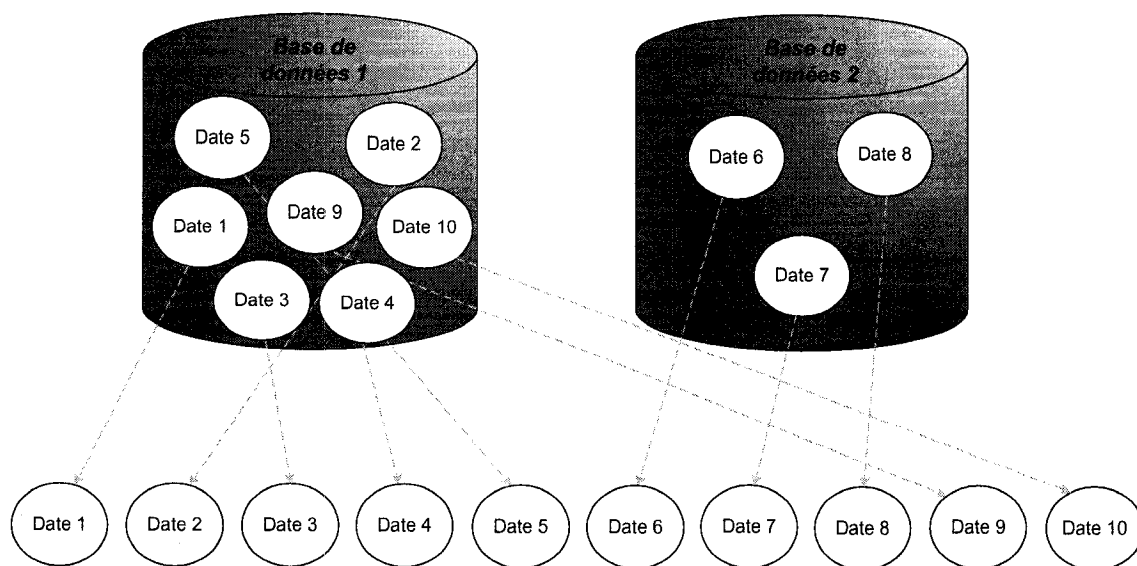 Base de
données 1
Date 5
Date 2
Date 9
Date 1
Date 10
Date 3
Date 4
Base de
données 2
Date 6
Date 8
Date 7
Date 1
Date 2
Date 3
Date 4
Date 5
Date 6
Date 7
Date 8
Date 9
Date 10